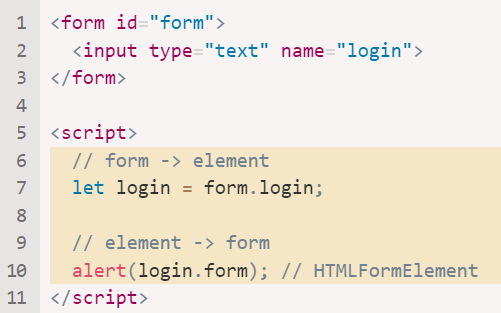 1 <form id="form">
2   <input type="text" name="login">
3 </form>
4
5 <script>
6   // form -> element
7   let login = form.login;
8
9   // element -> form
10   alert(login.form); // HTMLFormElement
11 </script>